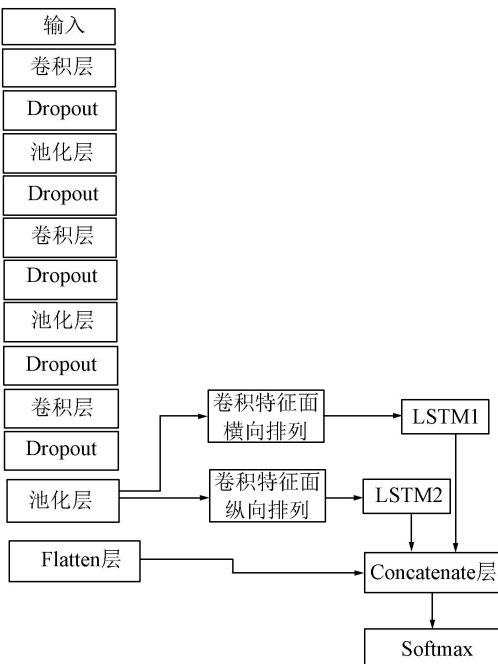 输入
卷积层
Dropout
池化层
Dropout
卷积层
Dropout
池化层
Dropout
卷积层
Dropout
池化层
Flatten层
卷积特征面
横向排列
LSTM1
卷积特征面
纵向排列
LSTM2
Concatenate层
Softmax